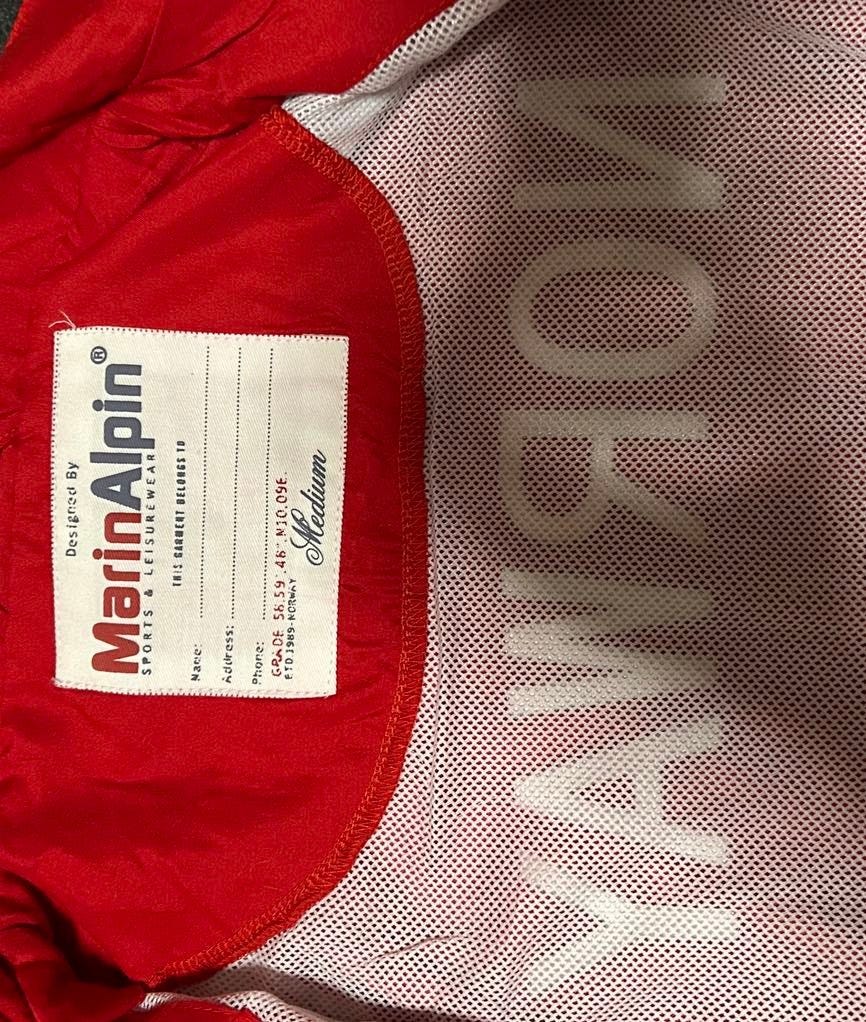 Designed By
MarinAlpin®
SPORTS & LEISUREWEAR
THIS GARMENT BELONGS TO
Name:
Address:
Phone:
GRADE 56.59'.46".N10.09E.
ETD.1989-NORWAY
Medium
NORWAY